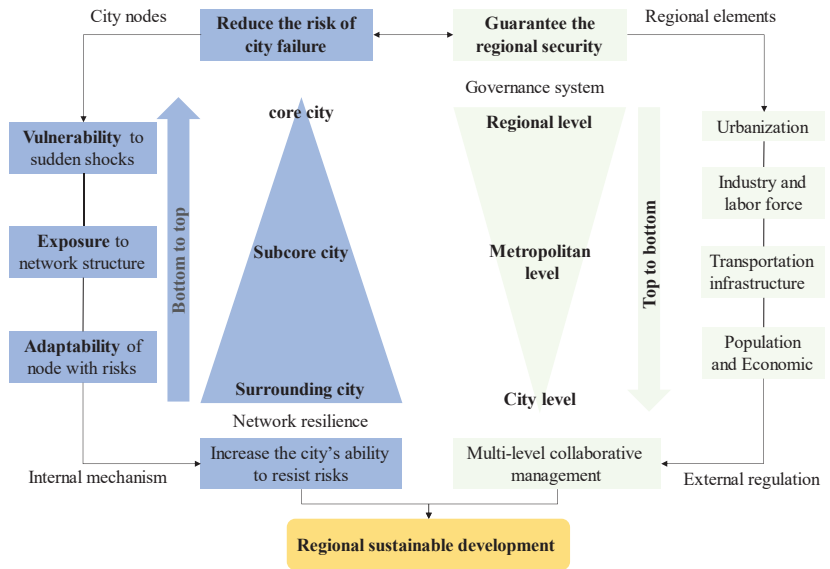 City nodes
Reduce the risk of
city failure
Guarantee the
regional security
Regional elements
Governance system
core city
Regional level
Vulnerability to
sudden shocks
Urbanization
Industry and
labor force
Bottom to top
Exposure to
network structure
Subcore city
Metropolitan
level
Top to bottom
Transportation
infrastructure
Adaptability of
node with risks
Population
and Economic
Surrounding city
City level
Network resilience
Internal mechanism
Increase the city's ability
to resist risks
Multi-level collaborative
management
External regulation
Regional sustainable development